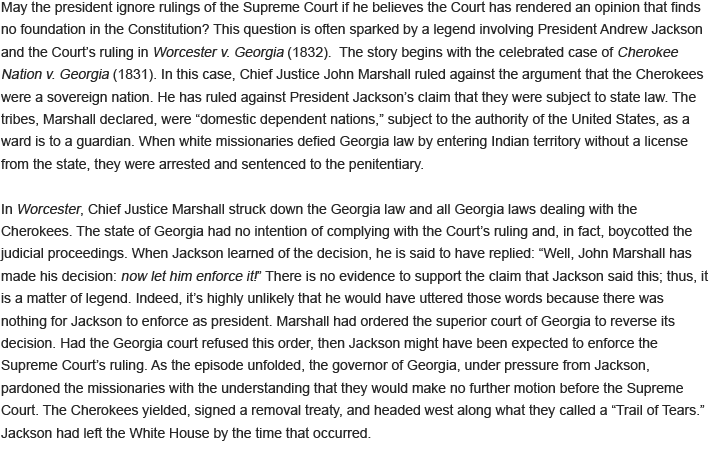 May the president ignore rulings of the Supreme Court if he believes the Court has rendered an opinion that finds
no foundation in the Constitution? This question is often sparked by a legend involving President Andrew Jackson
and the Court's ruling in Worcester v. Georgia (1832).  The story begins with the celebrated case of Cherokee
Nation v. Georgia (1831). In this case, Chief Justice John Marshall ruled against the argument that the Cherokees
were a sovereign nation. He has ruled against President Jackson's claim that they were subject to state law. The
tribes, Marshall declared, were “domestic dependent nations,” subject to the authority of the United States, as a
ward is to a guardian. When white missionaries defied Georgia law by entering Indian territory without a license
from the state, they were arrested and sentenced to the penitentiary.

In Worcester, Chief Justice Marshall struck down the Georgia law and all Georgia laws dealing with the
Cherokees. The state of Georgia had no intention of complying with the Court's ruling and, in fact, boycotted the
judicial proceedings. When Jackson learned of the decision, he is said to have replied: “Well, John Marshall has
made his decision: now let him enforce it!” There is no evidence to support the claim that Jackson said this; thus, it
is a matter of legend. Indeed, it's highly unlikely that he would have uttered those words because there was
nothing for Jackson to enforce as president. Marshall had ordered the superior court of Georgia to reverse its
decision. Had the Georgia court refused this order, then Jackson might have been expected to enforce the
Supreme Court's ruling. As the episode unfolded, the governor of Georgia, under pressure from Jackson,
pardoned the missionaries with the understanding that they would make no further motion before the Supreme
Court. The Cherokees yielded, signed a removal treaty, and headed west along what they called a “Trail of Tears.”
Jackson had left the White House by the time that occurred.